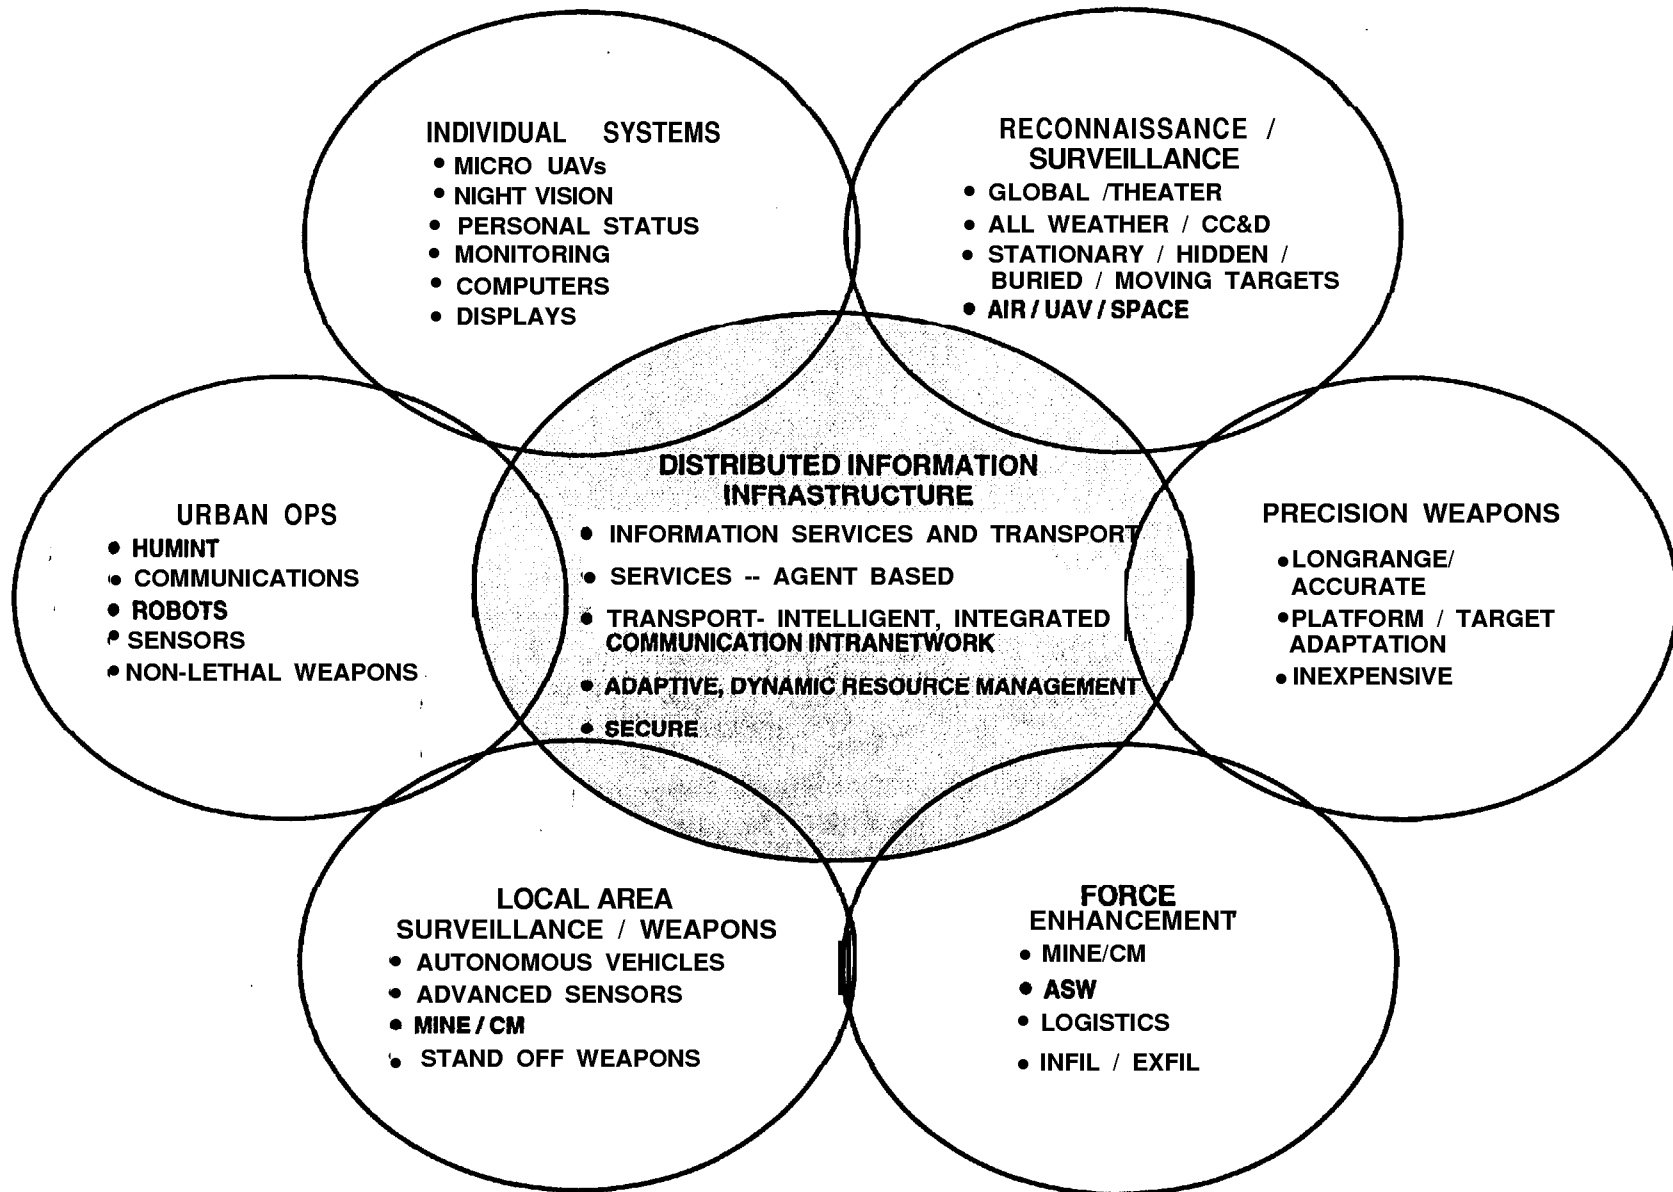 INDIVIDUAL SYSTEMS
• MICRO UAVs
• NIGHT VISION
• PERSONAL STATUS
• MONITORING
• COMPUTERS
• DISPLAYS
RECONNAISSANCE /
SURVEILLANCE
• GLOBAL /THEATER
• ALL WEATHER / CC&D
• STATIONARY / HIDDEN /
BURIED / MOVING TARGETS
• AIR / UAV / SPACE
URBAN OPS
• HUMINT
• COMMUNICATIONS
• ROBOTS
• SENSORS
• NON-LETHAL WEAPONS
DISTRIBUTED INFORMATION
INFRASTRUCTURE
• INFORMATION SERVICES AND TRANSPORT
• SERVICES -- AGENT BASED
• TRANSPORT- INTELLIGENT, INTEGRATED
COMMUNICATION INTRANETWORK
• ADAPTIVE, DYNAMIC RESOURCE MANAGEMENT
• SECURE
PRECISION WEAPONS
• LONGRANGE/
ACCURATE
• PLATFORM / TARGET
ADAPTATION
• INEXPENSIVE
LOCAL AREA
SURVEILLANCE / WEAPONS
• AUTONOMOUS VEHICLES
• ADVANCED SENSORS
• MINE / CM
• STAND OFF WEAPONS
FORCE
ENHANCEMENT
• MINE/CM
• ASW
• LOGISTICS
• INFIL / EXFIL